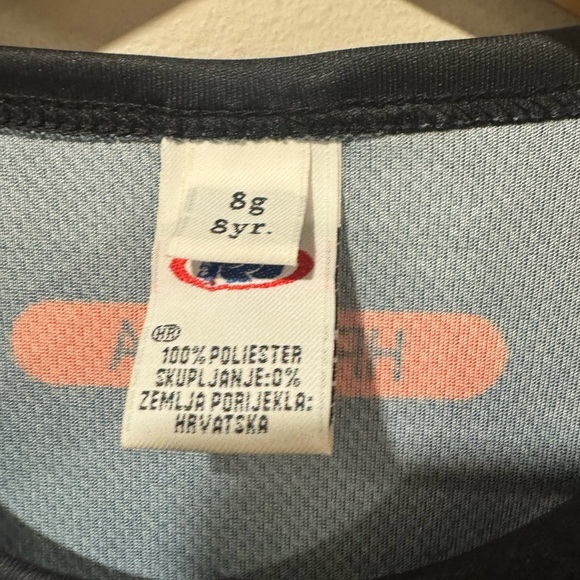 8g
8yr.
HR
100% POLIESTER
SKUPLJANJE:0%
ZEMLJA PORIJEKLA:
HRVATSKA